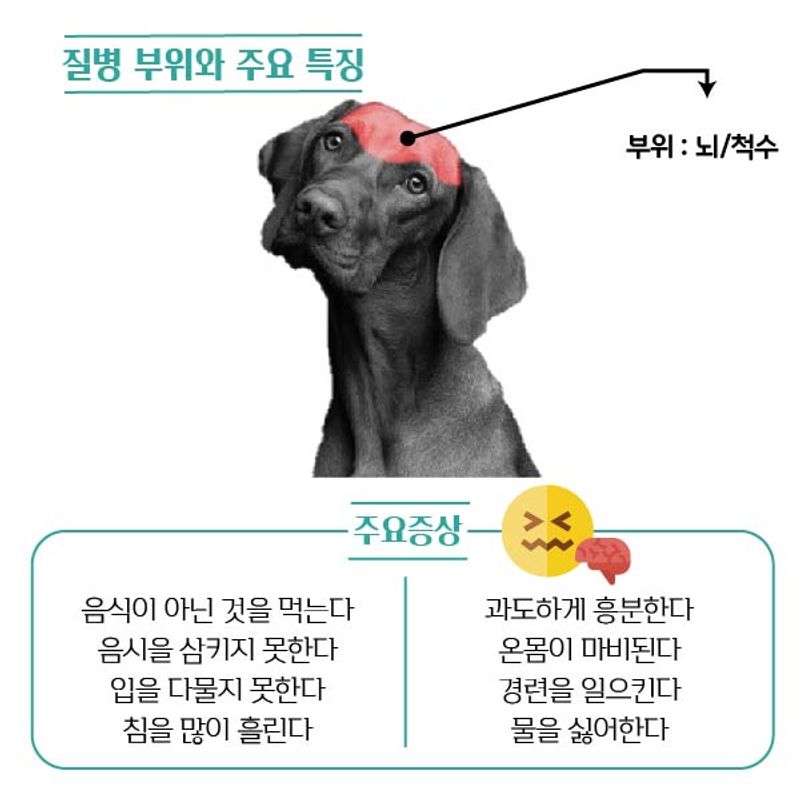 질병 부위와 주요 특징
부위 : 뇌/척수
주요증상
음식이 아닌 것을 먹는다
음시을 삼키지 못한다
입을 다물지 못한다
침을 많이 흘린다
과도하게 흥분한다
온몸이 마비된다
경련을 일으킨다
물을 싫어한다